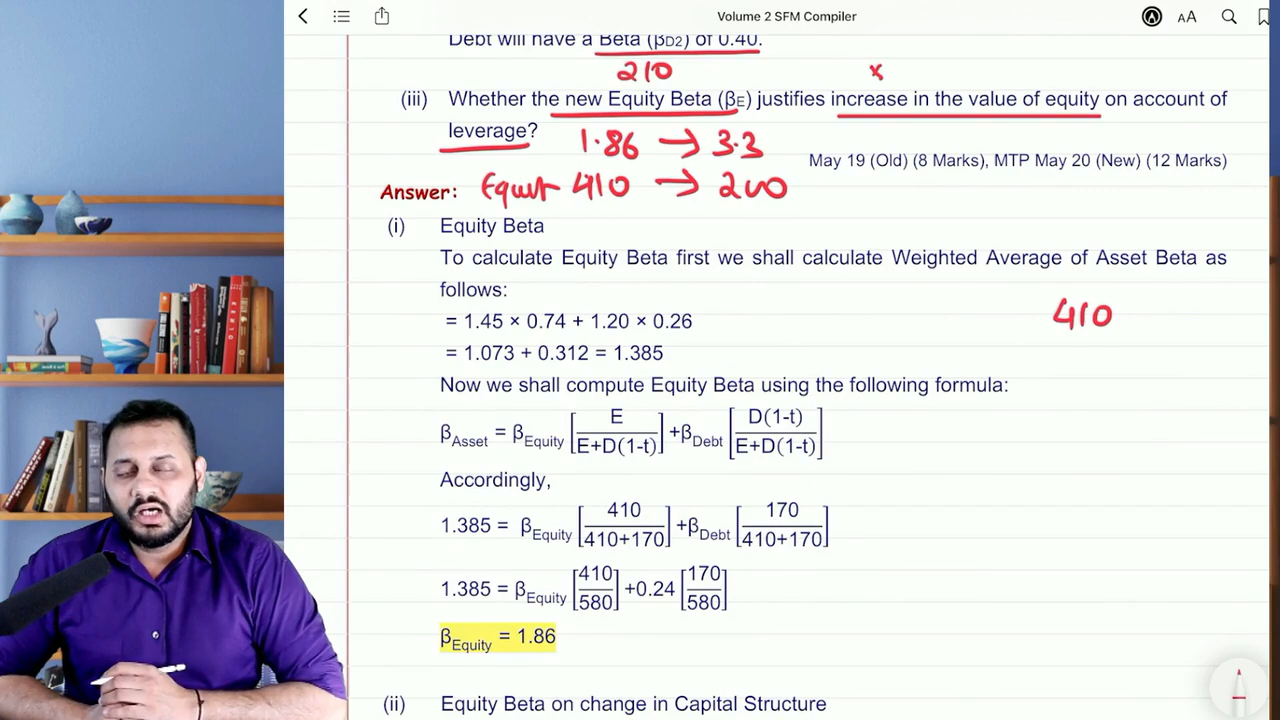 Volume 2 SFM Compiler
AA
Debt will have a Beta (βD2) of 0.40.
210
x
(iii) Whether the new Equity Beta (βE) justifies increase in the value of equity on account of
leverage?
1.86 → 3.3
May 19 (Old) (8 Marks), MTP May 20 (New) (12 Marks)
Answer: Equit 410 → 200
(i) Equity Beta
To calculate Equity Beta first we shall calculate Weighted Average of Asset Beta as
follows:
= 1.45 × 0.74 + 1.20 × 0.26
410
= 1.073 + 0.312 = 1.385
Now we shall compute Equity Beta using the following formula:
βAsset = βEquity [E / E+D(1-t)] +βDebt [D(1-t) / E+D(1-t)]
Accordingly,
1.385 = βEquity [410 / 410+170] +βDebt [170 / 410+170]
1.385 = βEquity [410 / 580] +0.24 [170 / 580]
βEquity = 1.86
(ii) Equity Beta on change in Capital Structure